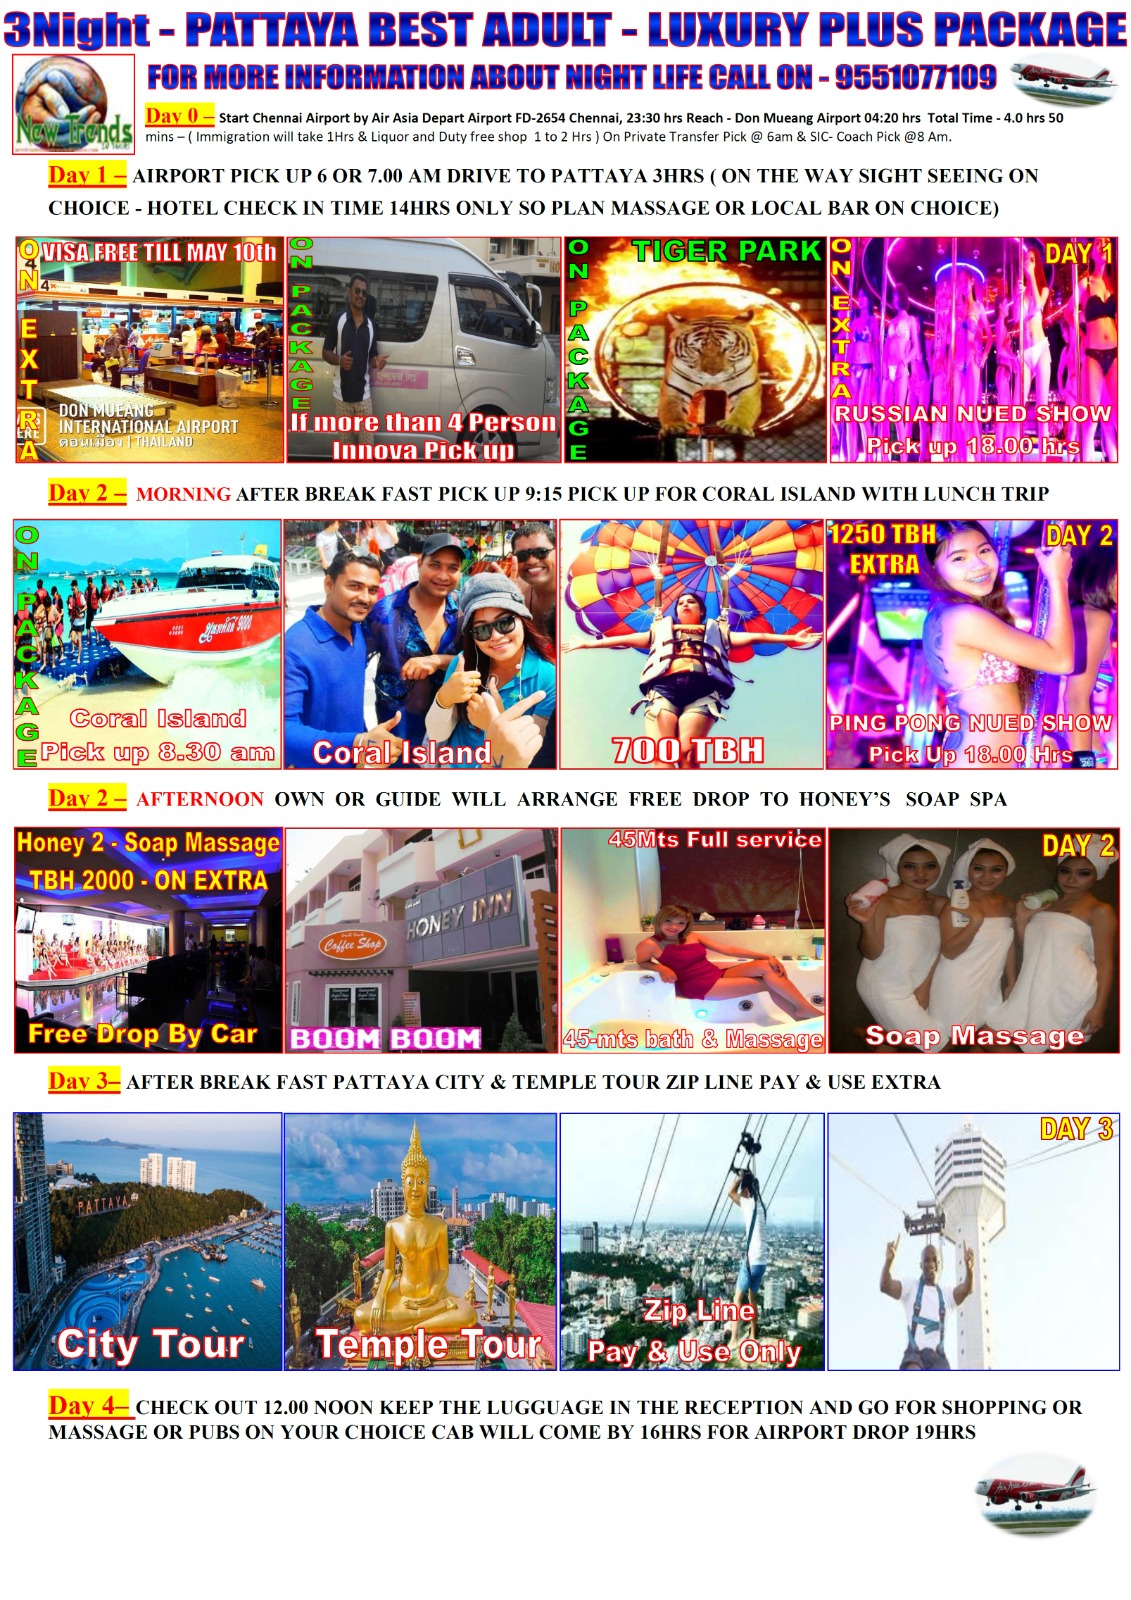 3Night - PATTAYA BEST ADULT - LUXURY PLUS PACKAGE
FOR MORE INFORMATION ABOUT NIGHT LIFE CALL ON - 9551077109
New Trends
Day 0 – Start Chennai Airport by Air Asia Depart Airport FD-2654 Chennai, 23:30 hrs Reach - Don Mueang Airport 04:20 hrs Total Time - 4.0 hrs 50
mins – ( Immigration will take 1Hrs & Liquor and Duty free shop 1 to 2 Hrs ) On Private Transfer Pick @ 6am & SIC- Coach Pick @8 Am.
Day 1 – AIRPORT PICK UP 6 OR 7.00 AM DRIVE TO PATTAYA 3HRS ( ON THE WAY SIGHT SEEING ON
CHOICE - HOTEL CHECK IN TIME 14HRS ONLY SO PLAN MASSAGE OR LOCAL BAR ON CHOICE)
ON EXTRA
VISA FREE TILL MAY 10th
DON MUEANG
INTERNATIONAL AIRPORT
ดอนเมือง | THAILAND
ON PACKAGE
If more than 4 Person
Innova Pick up
ON PACKAGE
TIGER PARK
ON EXTRA
DAY 1
RUSSIAN NUED SHOW
Pick up 18.00 hrs
Day 2 – MORNING AFTER BREAK FAST PICK UP 9:15 PICK UP FOR CORAL ISLAND WITH LUNCH TRIP
ON PACKAGE
Coral Island
Pick up 8.30 am
Coral Island
700 TBH
1250 TBH
EXTRA
DAY 2
PING PONG NUED SHOW
Pick Up 18.00 Hrs
Day 2 – AFTERNOON OWN OR GUIDE WILL ARRANGE FREE DROP TO HONEY’S SOAP SPA
Honey 2 - Soap Massage
TBH 2000 - ON EXTRA
Free Drop By Car
HONEY INN
Coffee Shop
BOOM BOOM
45Mts Full service
45-mts bath & Massage
DAY 2
Soap Massage
Day 3– AFTER BREAK FAST PATTAYA CITY & TEMPLE TOUR ZIP LINE PAY & USE EXTRA
PATTAYA
City Tour
Temple Tour
Zip Line
Pay & Use Only
DAY 3
Day 4– CHECK OUT 12.00 NOON KEEP THE LUGGUAGE IN THE RECEPTION AND GO FOR SHOPPING OR
MASSAGE OR PUBS ON YOUR CHOICE CAB WILL COME BY 16HRS FOR AIRPORT DROP 19HRS